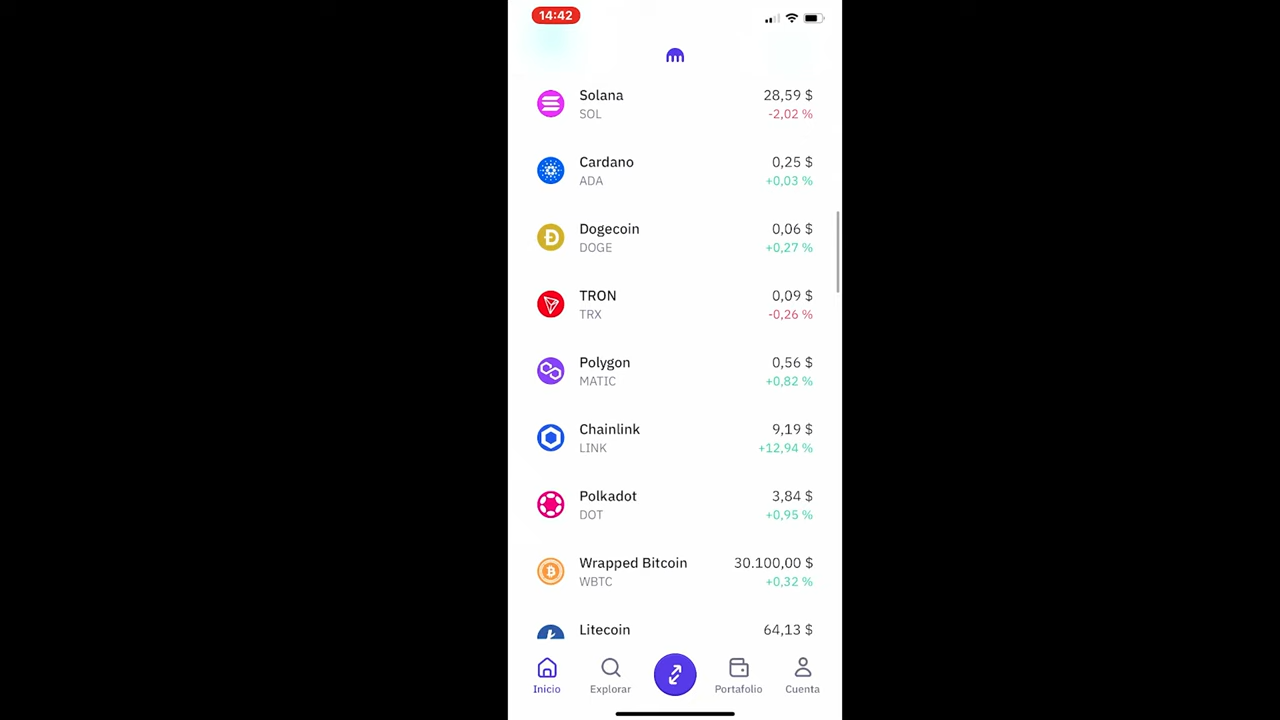 14:42
Solana 28,59 $
SOL -2,02 %
Cardano 0,25 $
ADA +0,03 %
Dogecoin 0,06 $
DOGE +0,27 %
TRON 0,09 $
TRX -0,26 %
Polygon 0,56 $
MATIC +0,82 %
Chainlink 9,19 $
LINK +12,94 %
Polkadot 3,84 $
DOT +0,95 %
Wrapped Bitcoin 30.100,00 $
WBTC +0,32 %
Litecoin 64,13 $
Inicio Explorar Portafolio Cuenta